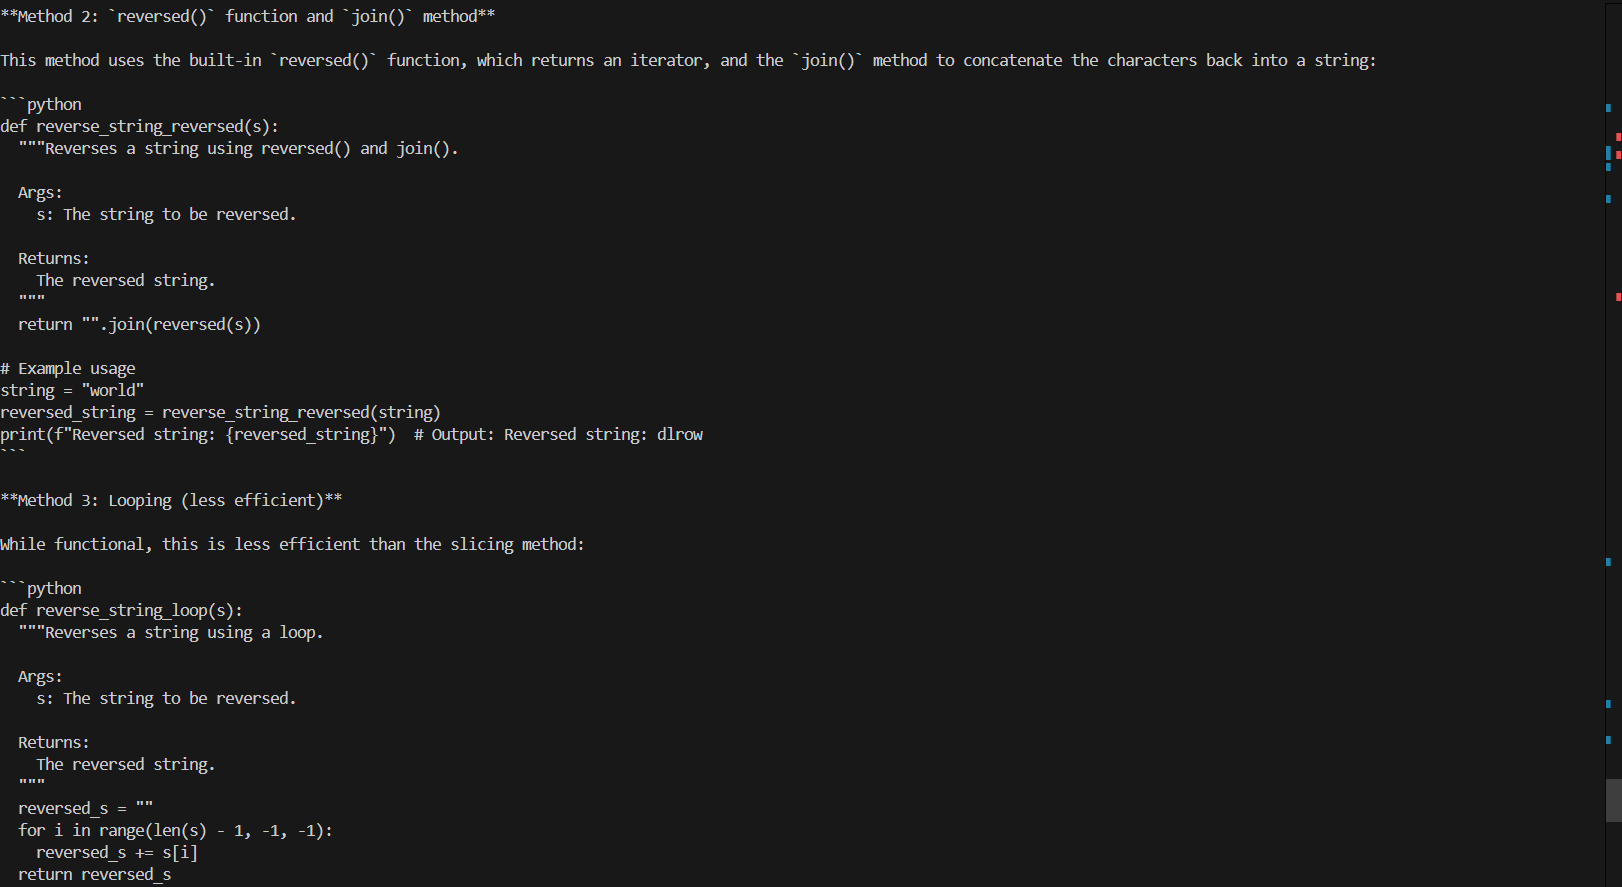 **Method 2: `reversed()` function and `join()` method**

This method uses the built-in `reversed()` function, which returns an iterator, and the `join()` method to concatenate the characters back into a string:

```python
def reverse_string_reversed(s):
  """Reverses a string using reversed() and join().

  Args:
    s: The string to be reversed.

  Returns:
    The reversed string.
  """
  return "".join(reversed(s))

# Example usage
string = "world"
reversed_string = reverse_string_reversed(string)
print(f"Reversed string: {reversed_string}")  # Output: Reversed string: dlrow
```

**Method 3: Looping (less efficient)**

While functional, this is less efficient than the slicing method:

```python
def reverse_string_loop(s):
  """Reverses a string using a loop.

  Args:
    s: The string to be reversed.

  Returns:
    The reversed string.
  """
  reversed_s = ""
  for i in range(len(s) - 1, -1, -1):
    reversed_s += s[i]
  return reversed_s